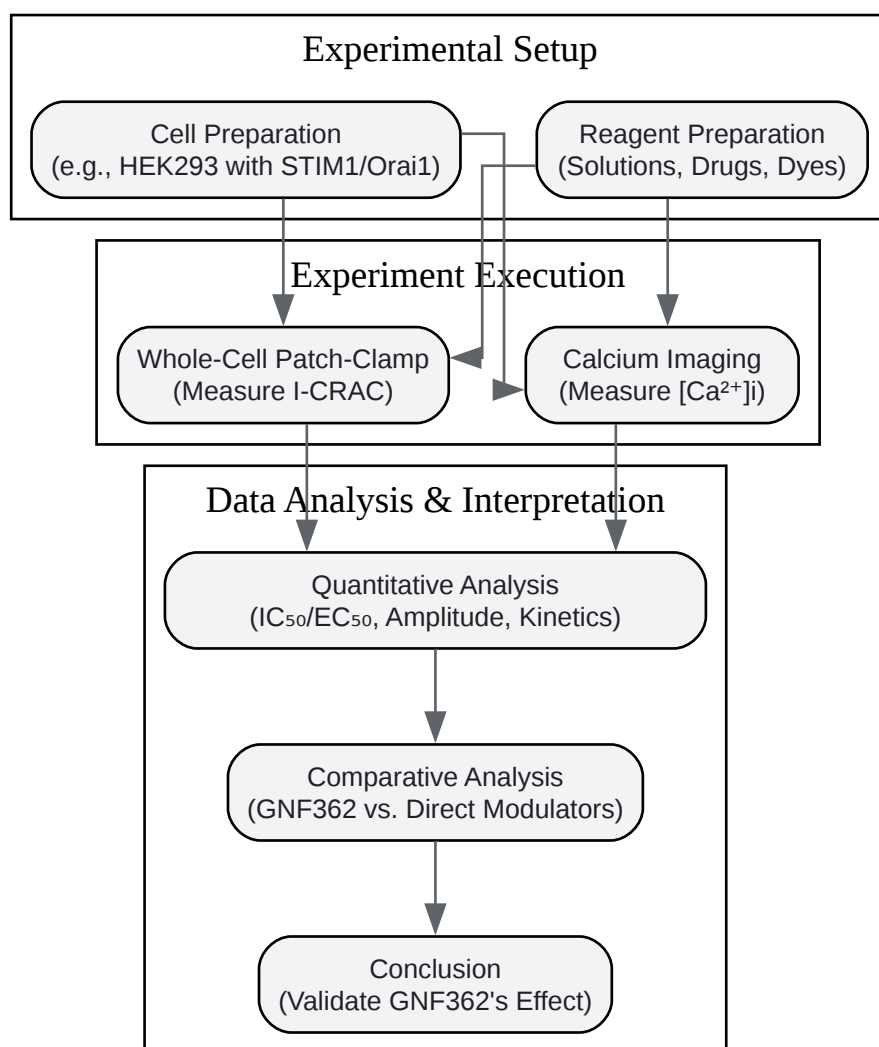 Experimental Setup
Cell Preparation
(e.g., HEK293 with STIM1/Orai1)
Reagent Preparation
(Solutions, Drugs, Dyes)
Experiment Execution
Whole-Cell Patch-Clamp
(Measure I-CRAC)
Calcium Imaging
(Measure [Ca²⁺]i)
Data Analysis & Interpretation
Quantitative Analysis
(IC₅₀/EC₅₀, Amplitude, Kinetics)
Comparative Analysis
(GNF362 vs. Direct Modulators)
Conclusion
(Validate GNF362's Effect)